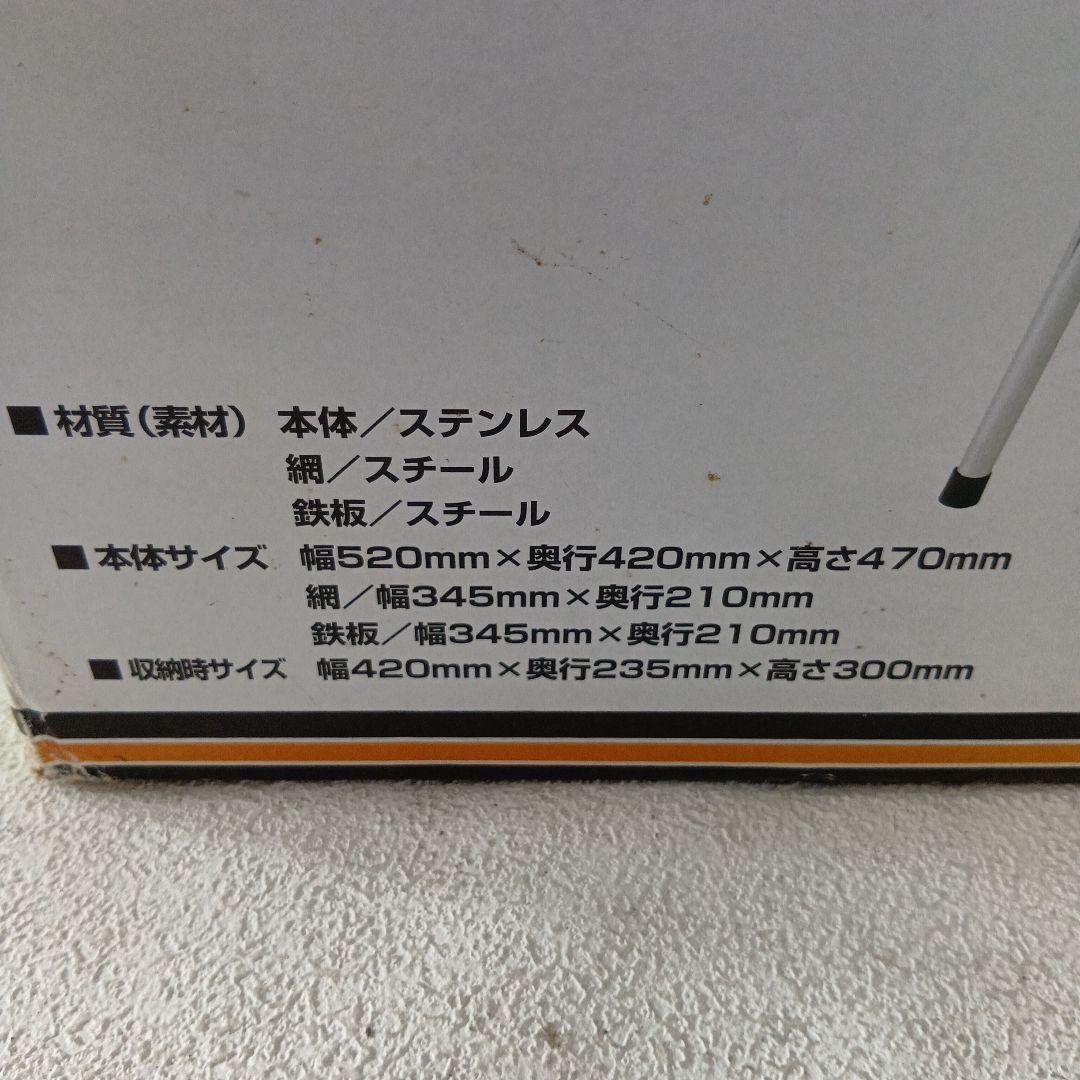 ■材質(素材) 本体/ステンレス
網/スチール
鉄板/スチール
■本体サイズ 幅520mm×奥行420mm×高さ470mm
網/幅345mm×奥行210mm
鉄板/幅345mm×奥行210mm
■収納時サイズ 幅420mm×奥行235mm×高さ300mm